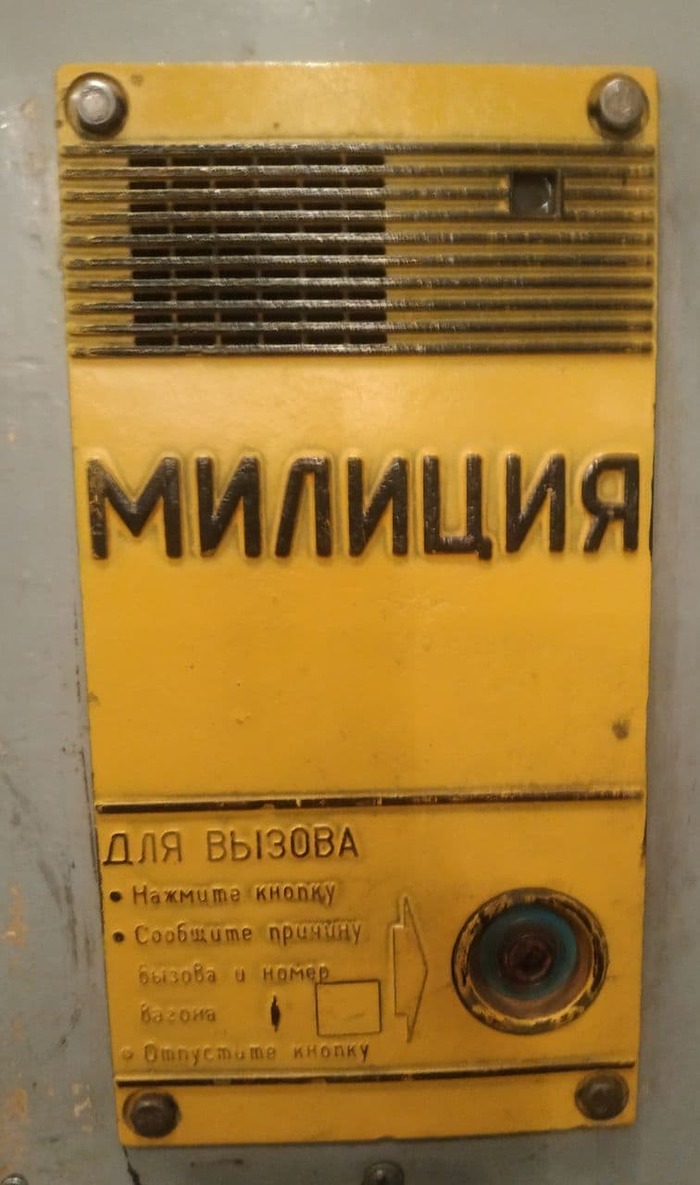 МИЛИЦИЯ
ДЛЯ ВЫЗОВА
• Нажмите кнопку
• Сообщите причину
вызова и номер
вагона
• Отпустите кнопку